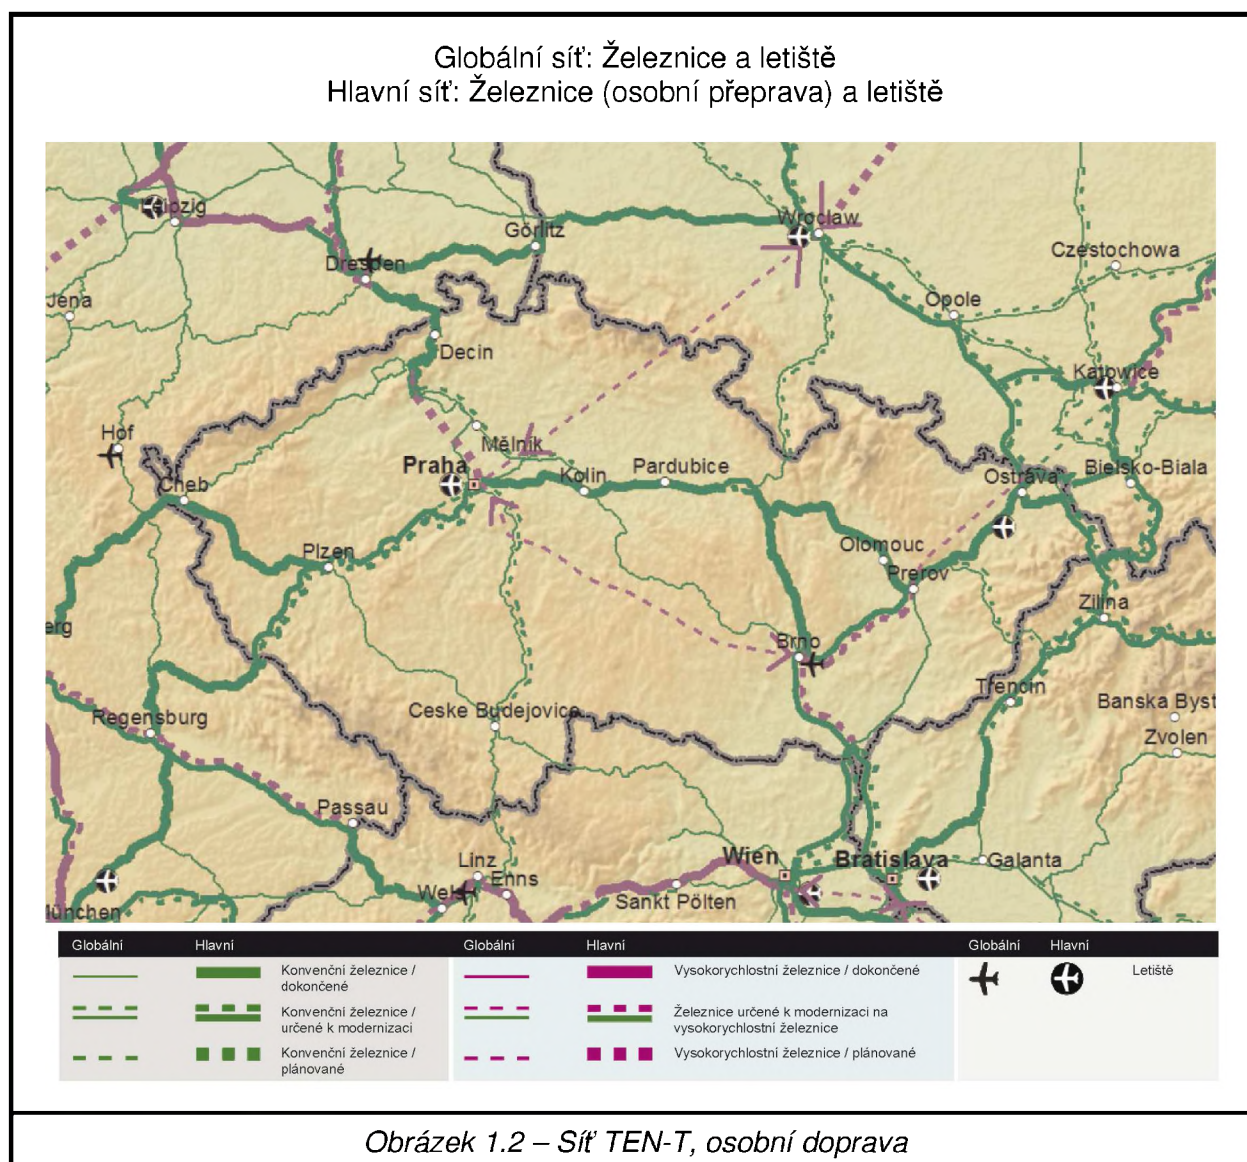 Globální síť: Železnice a letiště
Hlavní síť: Železnice (osobní přeprava) a letiště
Leipzig
Wroclaw
Görlitz
Czestochowa
Dresden
Jena
Opole
Decin
Katowice
Hof
Mělník
Praha
Kolin
Pardubice
Ostrava
Bielsko-Biala
Cheb
Plzen
Olomouc
Prerov
Zilina
erg
Brno
Trencin
Banska Byst
Regensburg
Ceske Budejovice
Zvolen
Passau
Linz
Wien
Bratislava
Galanta
Wels
Enns
Sankt Pölten
München
Globální Hlavní Globální Hlavní Globální Hlavní
Konvenční železnice /
dokončené
Vysokorychlostní železnice / dokončené
Letiště
Konvenční železnice /
určené k modernizaci
Železnice určené k modernizaci na
vysokorychlostní železnice
Konvenční železnice /
plánované
Vysokorychlostní železnice / plánované
Obrázek 1.2 – Síť TEN-T, osobní doprava